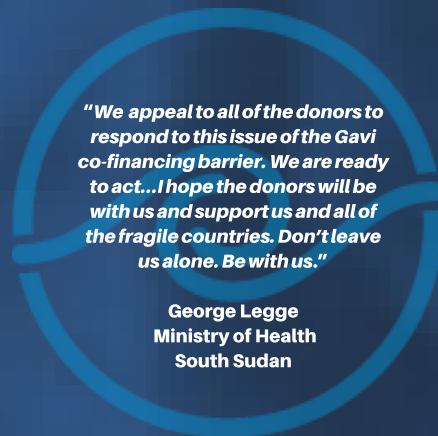 “We appeal to all of the donors to
respond to this issue of the Gavi
co-financing barrier. We are ready
to act...I hope the donors will be
with us and support us and all of
the fragile countries. Don’t leave
us alone. Be with us.”
George Legge
Ministry of Health
South Sudan